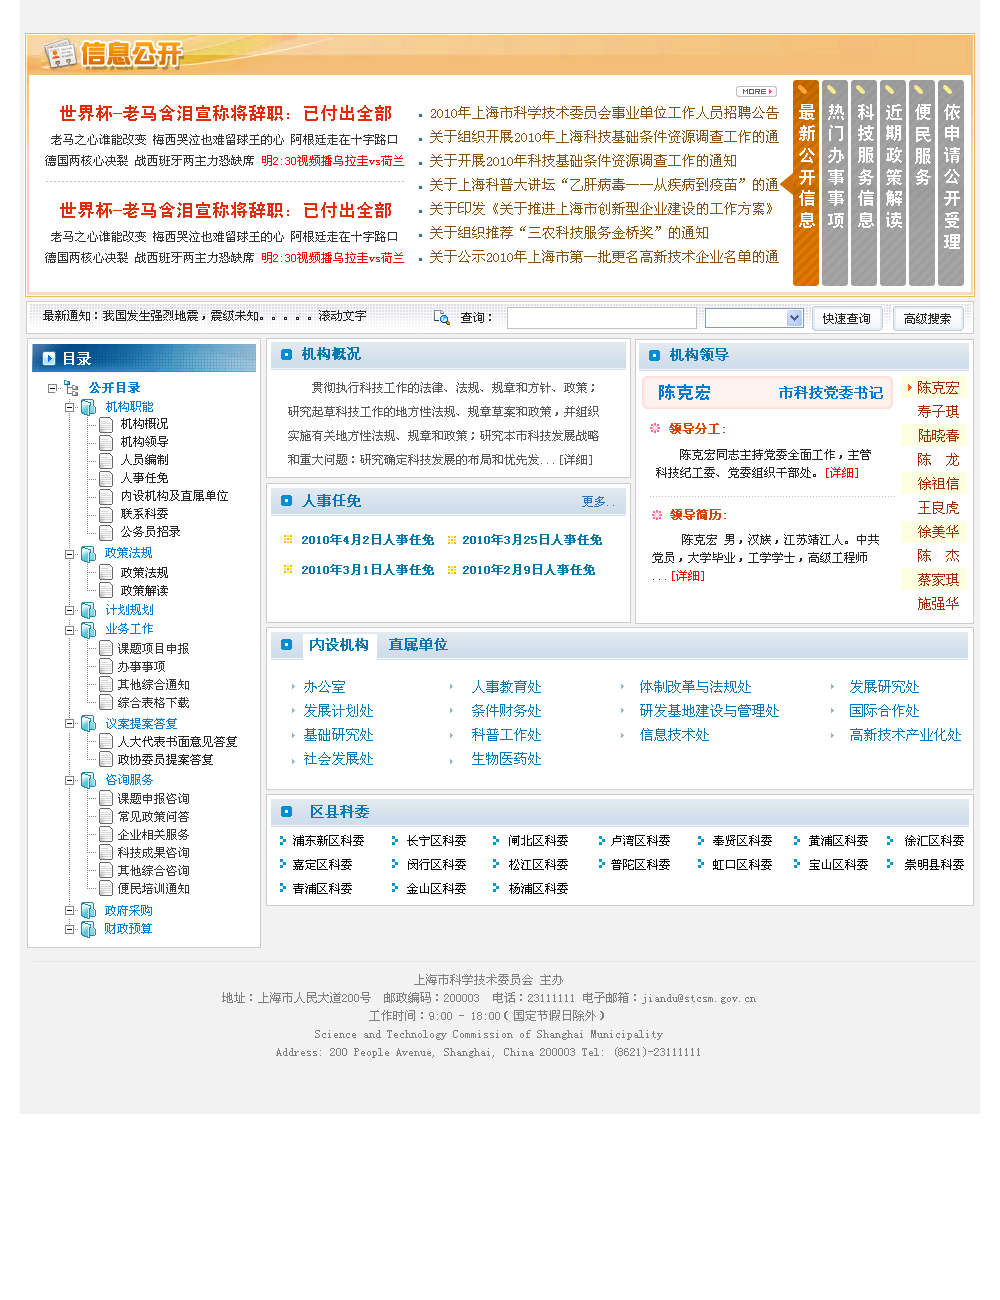 信息公开
MORE
世界杯—老马含泪宣称将辞职：已付出全部
老马之心谁能改变 梅西哭泣也难留球王的心 阿根廷走在十字路口
德国两核心决裂 战西班牙两主力恐缺席 明2:30视频播乌拉圭vs荷兰
世界杯—老马含泪宣称将辞职：已付出全部
老马之心谁能改变 梅西哭泣也难留球王的心 阿根廷走在十字路口
德国两核心决裂 战西班牙两主力恐缺席 明2:30视频播乌拉圭vs荷兰
2010年上海市科学技术委员会事业单位工作人员招聘公告
关于组织开展2010年上海科技基础条件资源调查工作的通
关于开展2010年科技基础条件资源调查工作的通知
关于上海科普大讲坛“乙肝病毒——从疾病到疫苗”的通
关于印发《关于推进上海市创新型企业建设的工作方案》
关于组织推荐“三农科技服务金桥奖”的通知
关于公示2010年上海市第一批更名高新技术企业名单的通
最新公开信息
热门办事事项
科技服务信息
近期政策解读
便民服务
依申请公开受理
最新通知：我国发生强烈地震，震级未知。。。。。滚动文字
查询：
快速查询
高级搜索
目录
公开目录
机构职能
机构概况
机构领导
人员编制
人事任免
内设机构及直属单位
联系科委
公务员招录
政策法规
政策法规
政策解读
计划规划
业务工作
课题项目申报
办事事项
其他综合通知
综合表格下载
议案提案答复
人大代表书面意见答复
政协委员提案答复
咨询服务
课题申报咨询
常见政策问答
企业相关服务
科技成果咨询
其他综合咨询
便民培训通知
政府采购
财政预算
机构概况
贯彻执行科技工作的法律、法规、规章和方针、政策；
研究起草科技工作的地方性法规、规章草案和政策，并组织
实施有关地方性法规、规章和政策；研究本市科技发展战略
和重大问题：研究确定科技发展的布局和优先发...[详细]
人事任免
更多..
2010年4月2日人事任免
2010年3月25日人事任免
2010年3月1日人事任免
2010年2月9日人事任免
机构领导
陈克宏 市科技党委书记
领导分工:
陈克宏同志主持党委全面工作，主管
科技纪工委、党委组织干部处。[详细]
领导简历:
陈克宏 男，汉族，江苏靖江人。中共
党员，大学毕业，工学学士，高级工程师
...[详细]
陈克宏
寿子琪
陆晓春
陈 龙
徐祖信
王良虎
徐美华
陈 杰
蔡家琪
施强华
内设机构 直属单位
办公室 人事教育处 体制改革与法规处 发展研究处
发展计划处 条件财务处 研发基地建设与管理处 国际合作处
基础研究处 科普工作处 信息技术处 高新技术产业化处
社会发展处 生物医药处
区县科委
浦东新区科委 长宁区科委 闸北区科委 卢湾区科委 奉贤区科委 黄浦区科委 徐汇区科委
嘉定区科委 闵行区科委 松江区科委 普陀区科委 虹口区科委 宝山区科委 崇明县科委
青浦区科委 金山区科委 杨浦区科委
上海市科学技术委员会 主办
地址：上海市人民大道200号 邮政编码：200003 电话：23111111 电子邮箱：jiandu@stcsm.gov.cn
工作时间：9:00 - 18:00（国定节假日除外）
Science and Technology Commission of Shanghai Municipality
Address: 200 People Avenue, Shanghai, China 200003 Tel: (8621)-23111111